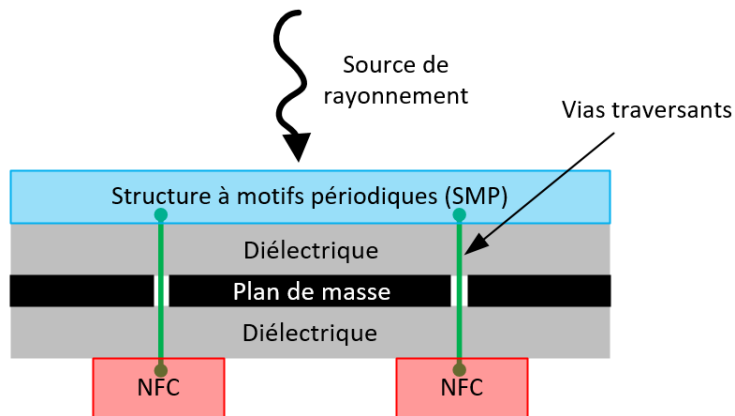 Source de
rayonnement
Vias traversants
Structure à motifs périodiques (SMP)
Diélectrique
Plan de masse
Diélectrique
NFC
NFC